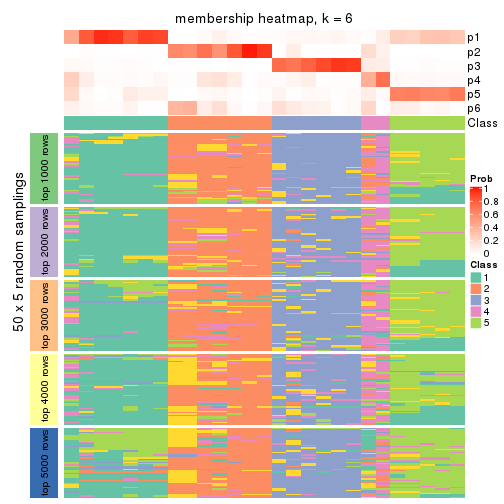 membership heatmap, k = 6
p1
p2
p3
p4
p5
p6
Class
50 x 5 random samplings
top 1000 rows
top 2000 rows
top 3000 rows
top 4000 rows
top 5000 rows
Prob
1
0.8
0.6
0.4
0.2
0
Class
1
2
3
4
5